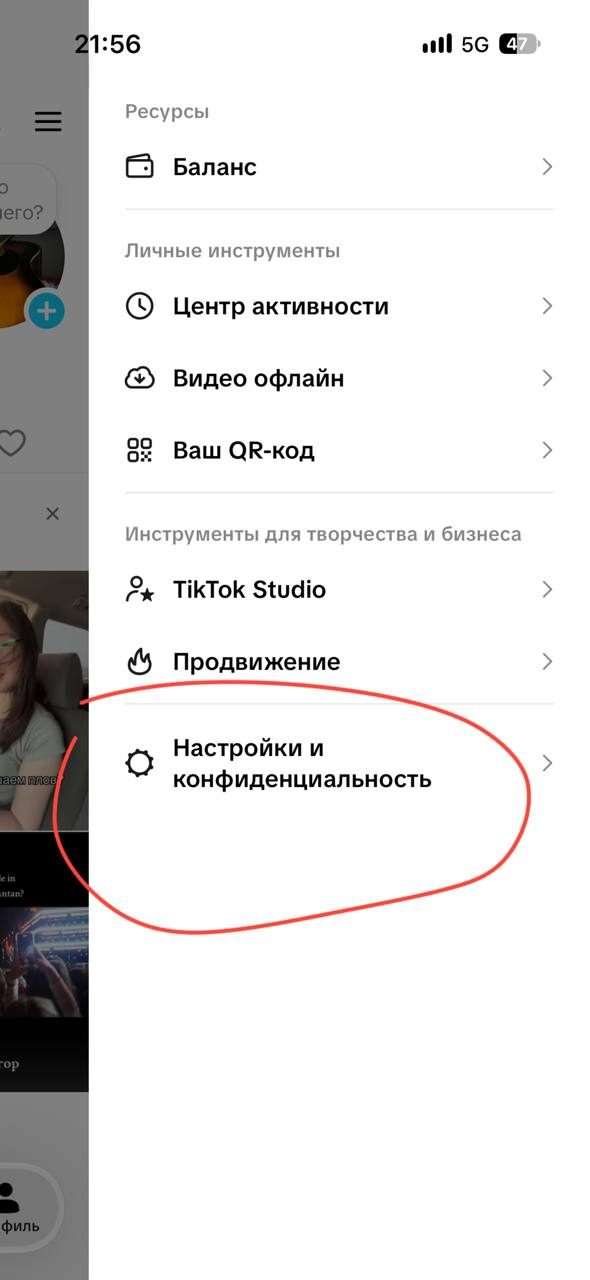 21:56
5G
47
Ресурсы
Баланс
Личные инструменты
Центр активности
Видео офлайн
Ваш QR-код
Инструменты для творчества и бизнеса
TikTok Studio
Продвижение
Настройки и
конфиденциальность